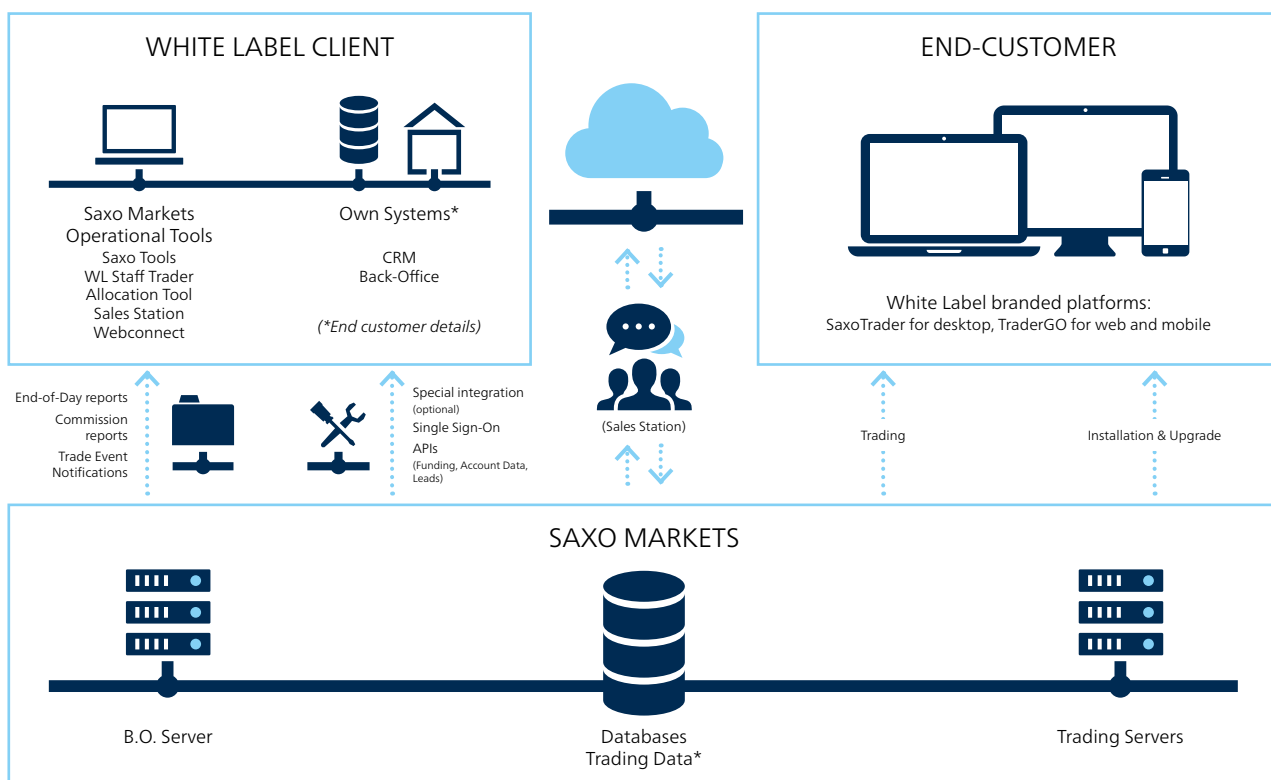 WHITE LABEL CLIENT
Saxo Markets
Operational Tools
Saxo Tools
WL Staff Trader
Allocation Tool
Sales Station
Webconnect
Own Systems*
CRM
Back-Office
(*End customer details)
END-CUSTOMER
White Label branded platforms:
SaxoTrader for desktop, TraderGO for web and mobile
End-of-Day reports
Commission
reports
Trade Event
Notifications
Special integration
(optional)
Single Sign-On
APIs
(Funding, Account Data,
Leads)
(Sales Station)
Trading
Installation & Upgrade
SAXO MARKETS
B.O. Server
Databases
Trading Data*
Trading Servers